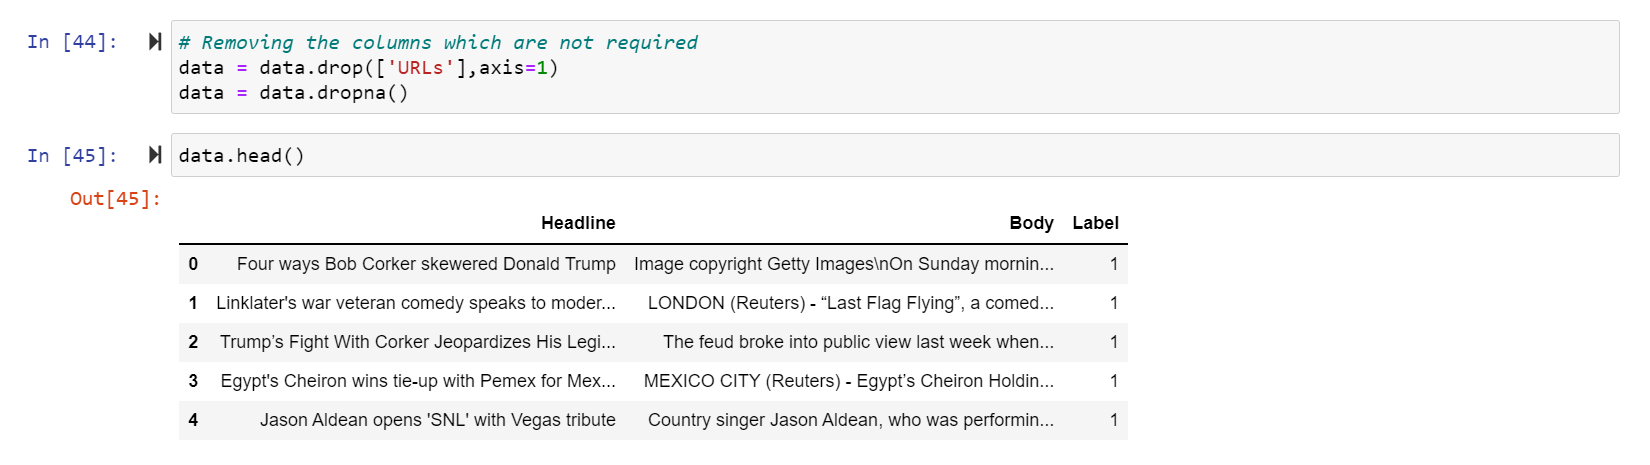 In [44]: # Removing the columns which are not required
data = data.drop(['URLs'],axis=1)
data = data.dropna()
In [45]: data.head()
Out[45]:
Headline Body Label
0 Four ways Bob Corker skewered Donald Trump Image copyright Getty Images\nOn Sunday mornin... 1
1 Linklater's war veteran comedy speaks to moder... LONDON (Reuters) - “Last Flag Flying”, a comed... 1
2 Trump’s Fight With Corker Jeopardizes His Legi... The feud broke into public view last week when... 1
3 Egypt's Cheiron wins tie-up with Pemex for Mex... MEXICO CITY (Reuters) - Egypt’s Cheiron Holdin... 1
4 Jason Aldean opens 'SNL' with Vegas tribute Country singer Jason Aldean, who was performin... 1